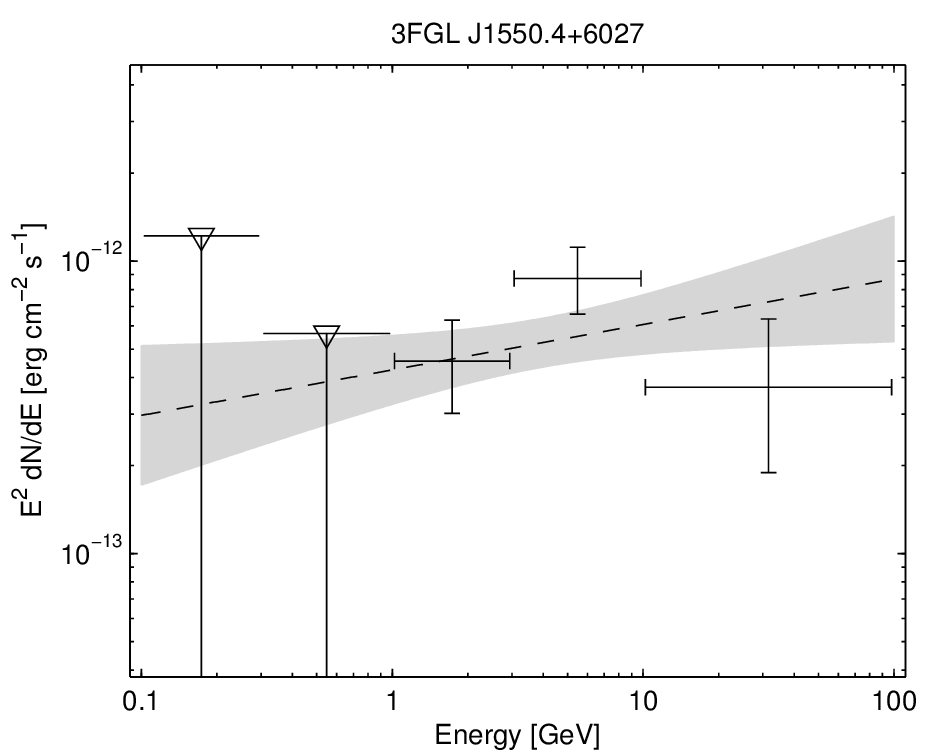 3FGL J1550.4+6027
E² dN/dE [erg cm⁻² s⁻¹]
10⁻¹²
10⁻¹³
0.1 1 10 100
Energy [GeV]